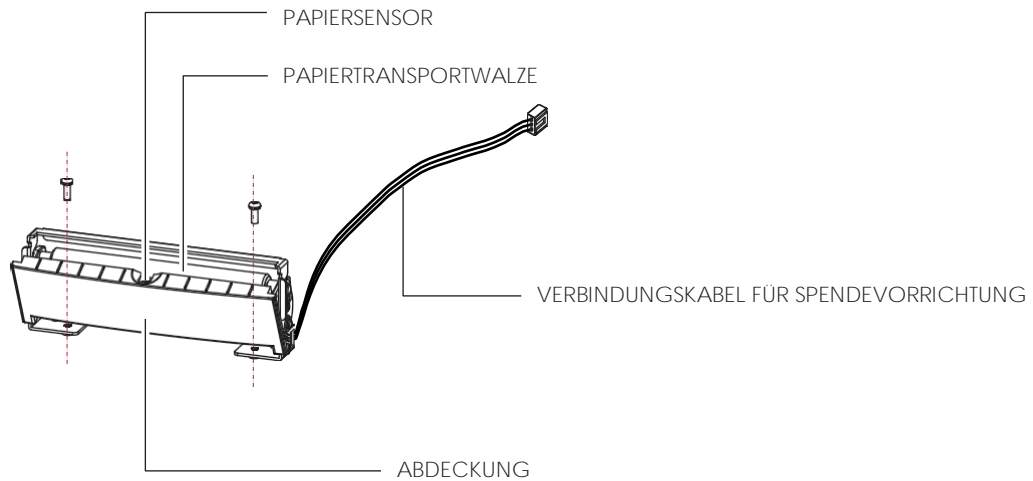 PAPIERSENSOR
PAPIERTRANSPORTWALZE
VERBINDUNGSKABEL FÜR SPENDEVORRICHTUNG
ABDECKUNG